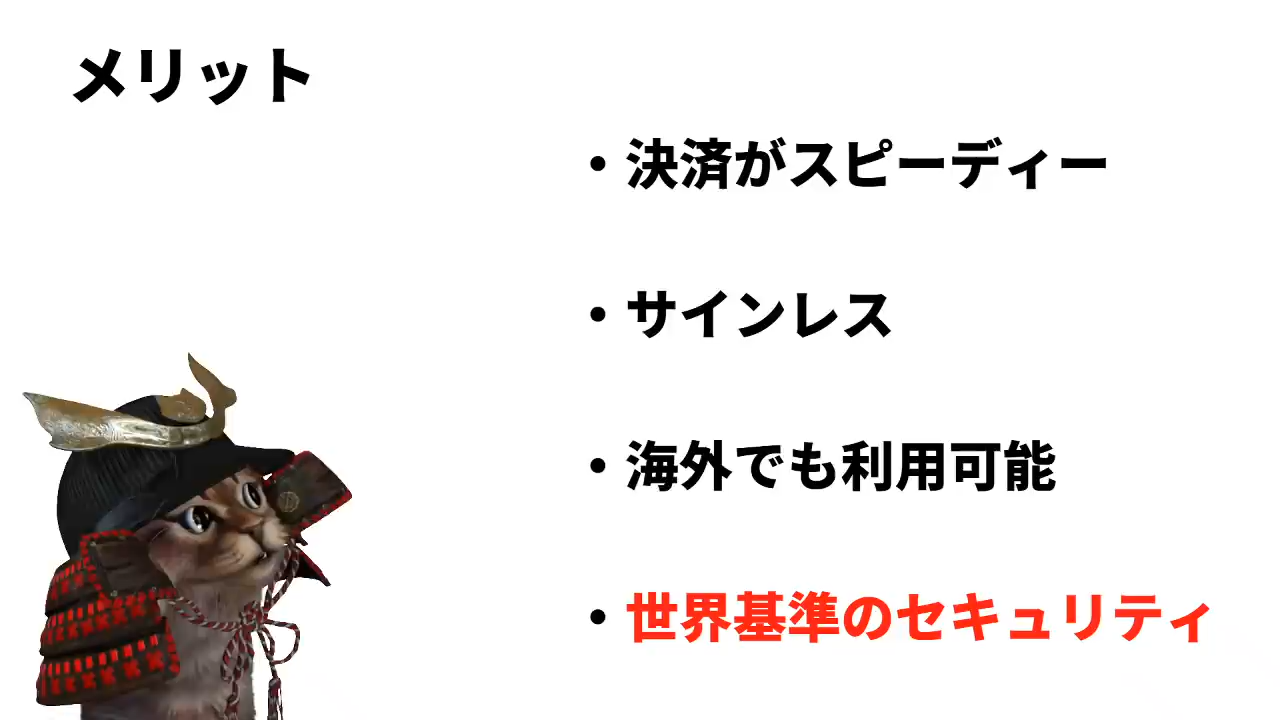 メリット
・決済がスピーディー
・サインレス
・海外でも利用可能
・世界基準のセキュリティ